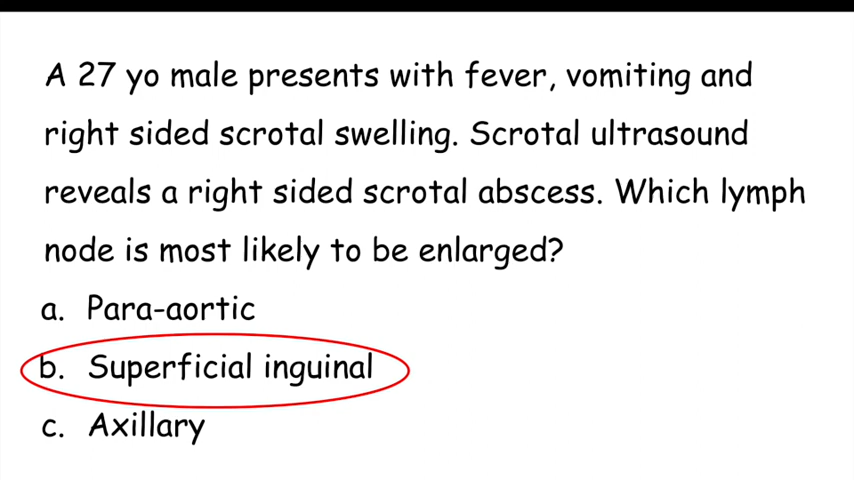 A 27 yo male presents with fever, vomiting and
right sided scrotal swelling. Scrotal ultrasound
reveals a right sided scrotal abscess. Which lymph
node is most likely to be enlarged?
a. Para-aortic
b. Superficial inguinal
c. Axillary